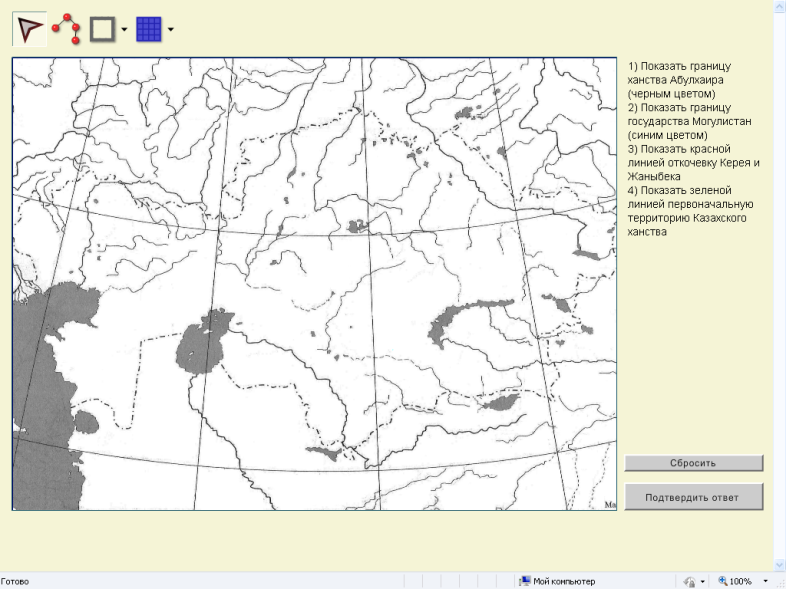 1) Показать границу
ханства Абулхаира
(черным цветом)
2) Показать границу
государства Могулистан
(синим цветом)
3) Показать красной
линией откочевку Керея и
Жаныбека
4) Показать зеленой
линией первоначальную
территорию Казахского
ханства
Сбросить
Подтвердить ответ
Ма
Готово
Мой компьютер
100%